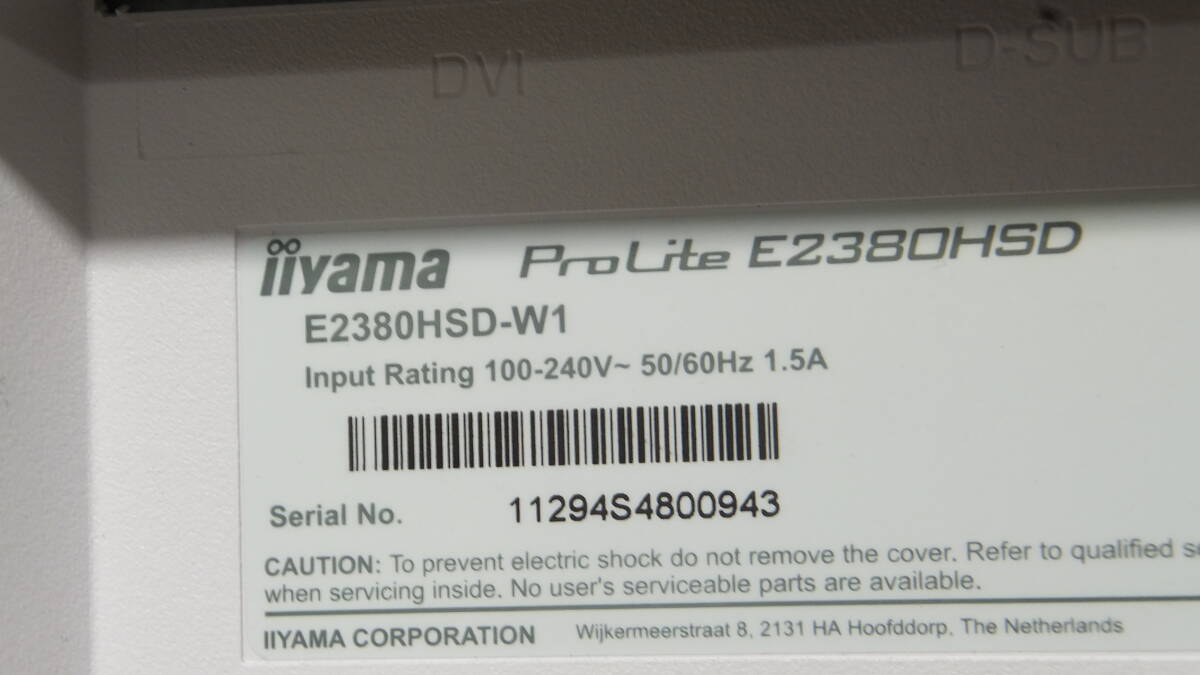 DVI
D-SUB
iiyama ProLite E2380HSD
E2380HSD-W1
Input Rating 100-240V~ 50/60Hz 1.5A
Serial No. 11294S4800943
CAUTION: To prevent electric shock do not remove the cover. Refer to qualified
when servicing inside. No user's serviceable parts are available.
IIYAMA CORPORATION Wijkermeerstraat 8, 2131 HA Hoofddorp, The Netherlands